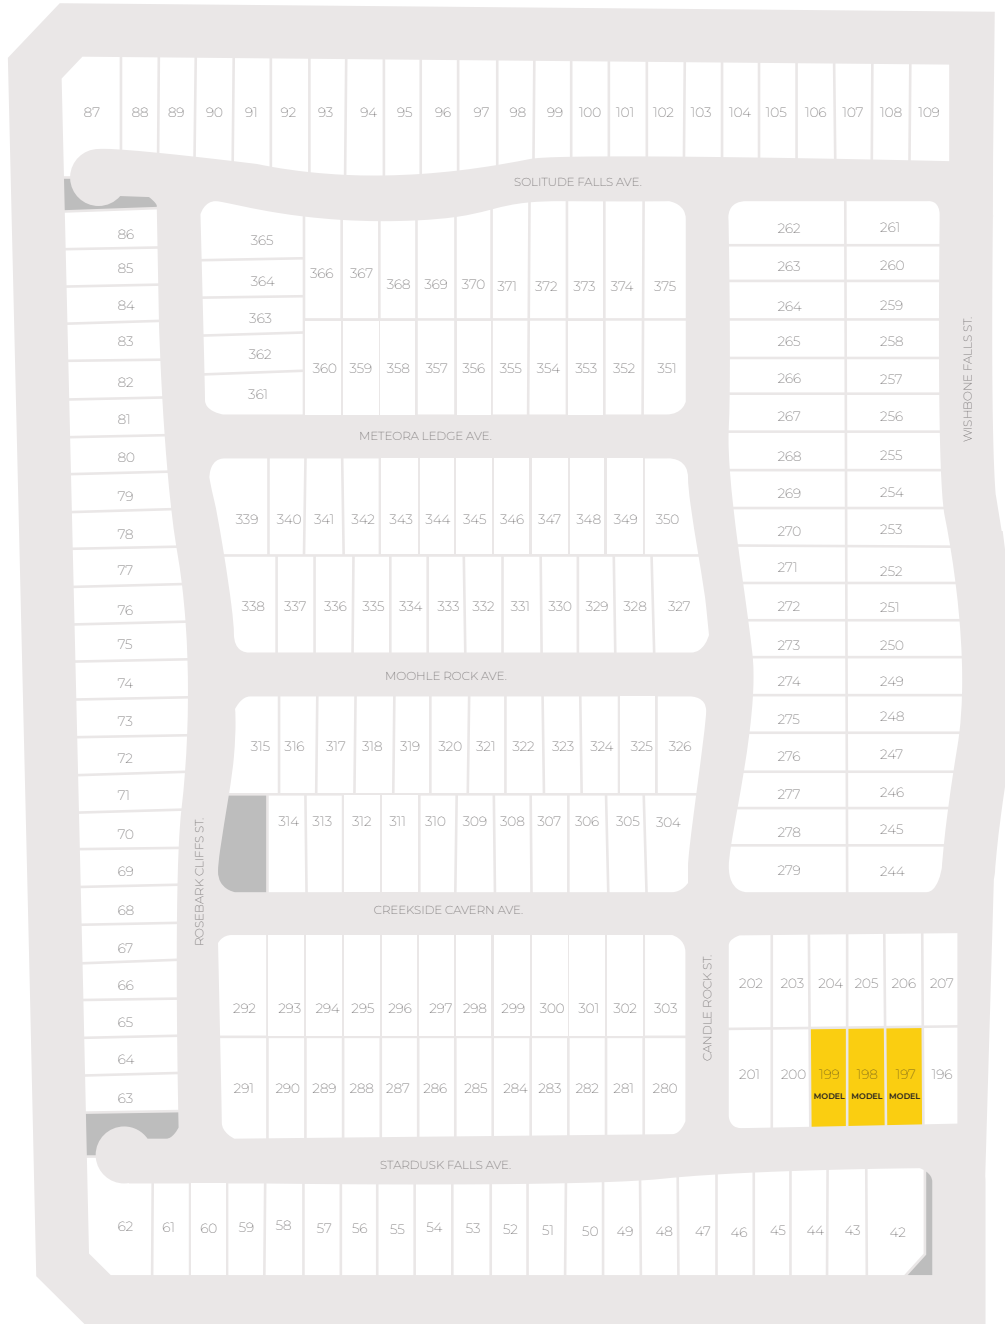 87 88 89 90 91 92 93 94 95 96 97 98 99 100 101 102 103 104 105 106 107 108 109
SOLITUDE FALLS AVE.
86
85
84
83
82
81
80
79
78
77
76
75
74
73
72
71
70
69
68
67
66
65
64
63
ROSEBARK CLIFFS ST.
365
364
363
362
361
366 367 368 369 370 371 372 373 374 375
360 359 358 357 356 355 354 353 352 351
METEORA LEDGE AVE.
339 340 341 342 343 344 345 346 347 348 349 350
338 337 336 335 334 333 332 331 330 329 328 327
MOOHLE ROCK AVE.
315 316 317 318 319 320 321 322 323 324 325 326
314 313 312 311 310 309 308 307 306 305 304
CREEKSIDE CAVERN AVE.
292 293 294 295 296 297 298 299 300 301 302 303
291 290 289 288 287 286 285 284 283 282 281 280
CANDLE ROCK ST.
262 261
263 260
264 259
265 258
266 257
267 256
268 255
269 254
270 253
271 252
272 251
273 250
274 249
275 248
276 247
277 246
278 245
279 244
WISHBONE FALLS ST.
202 203 204 205 206 207
201 200 199 198 197 196
MODEL MODEL MODEL
STARDUSK FALLS AVE.
62 61 60 59 58 57 56 55 54 53 52 51 50 49 48 47 46 45 44 43 42